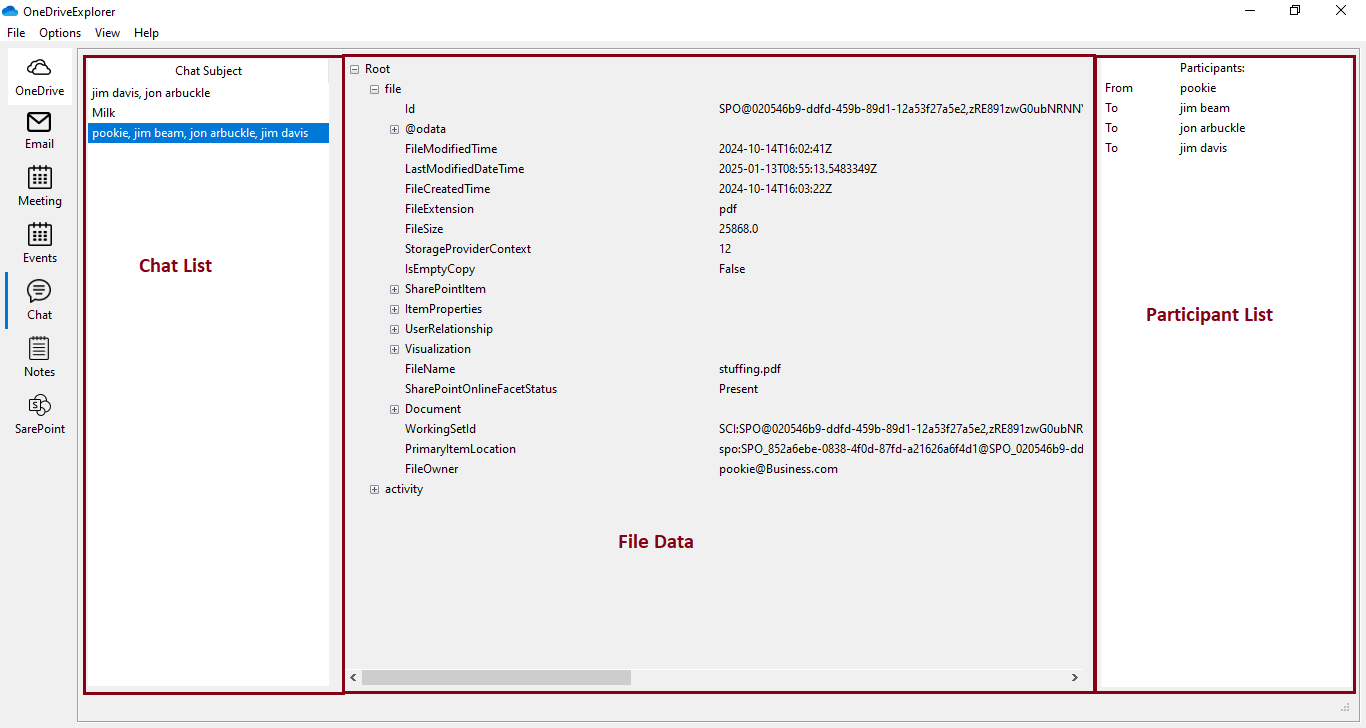 OneDriveExplorer
File Options View Help
OneDrive
Email
Meeting
Events
Chat
Notes
SarePoint
Chat Subject
jim davis, jon arbuckle
Milk
pookie, jim beam, jon arbuckle, jim davis
Chat List
Root
file
Id SPO@020546b9-ddfd-459b-89d1-12a53f27a5e2,zRE891zwG0ubNRNN
@odata
FileModifiedTime 2024-10-14T16:02:41Z
LastModifiedDateTime 2025-01-13T08:55:13.5483349Z
FileCreatedTime 2024-10-14T16:03:22Z
FileExtension pdf
FileSize 25868.0
StorageProviderContext 12
IsEmptyCopy False
SharePointItem
ItemProperties
UserRelationship
Visualization
FileName stuffing.pdf
SharePointOnlineFacetStatus Present
Document
WorkingSetId SCI:SPO@020546b9-ddfd-459b-89d1-12a53f27a5e2,zRE891zwG0ubNR
PrimaryItemLocation spo:SPO_852a6ebe-0838-4f0d-87fd-a21626a6f4d1@SPO_020546b9-dd
FileOwner pookie@Business.com
activity
File Data
Participants:
From pookie
To jim beam
To jon arbuckle
To jim davis
Participant List